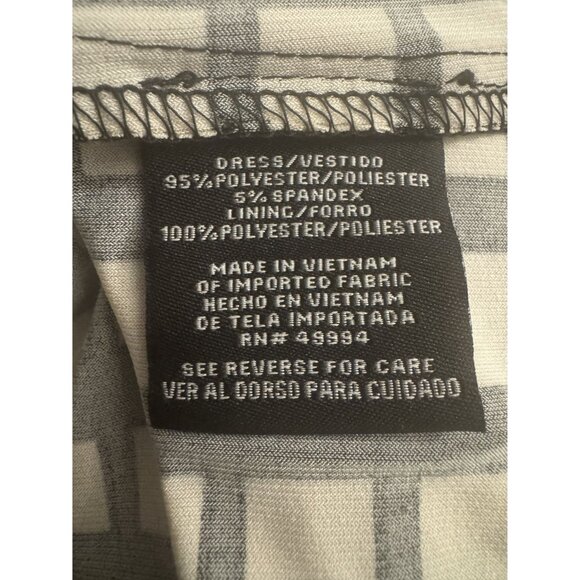 DRESS/VESTIDO
95% POLYESTER/POLIESTER
5% SPANDEX
LINING/FORRO
100% POLYESTER/POLIESTER
MADE IN VIETNAM
OF IMPORTED FABRIC
HECHO EN VIETNAM
DE TELA IMPORTADA
RN# 49994
SEE REVERSE FOR CARE
VER AL DORSO PARA CUIDADO